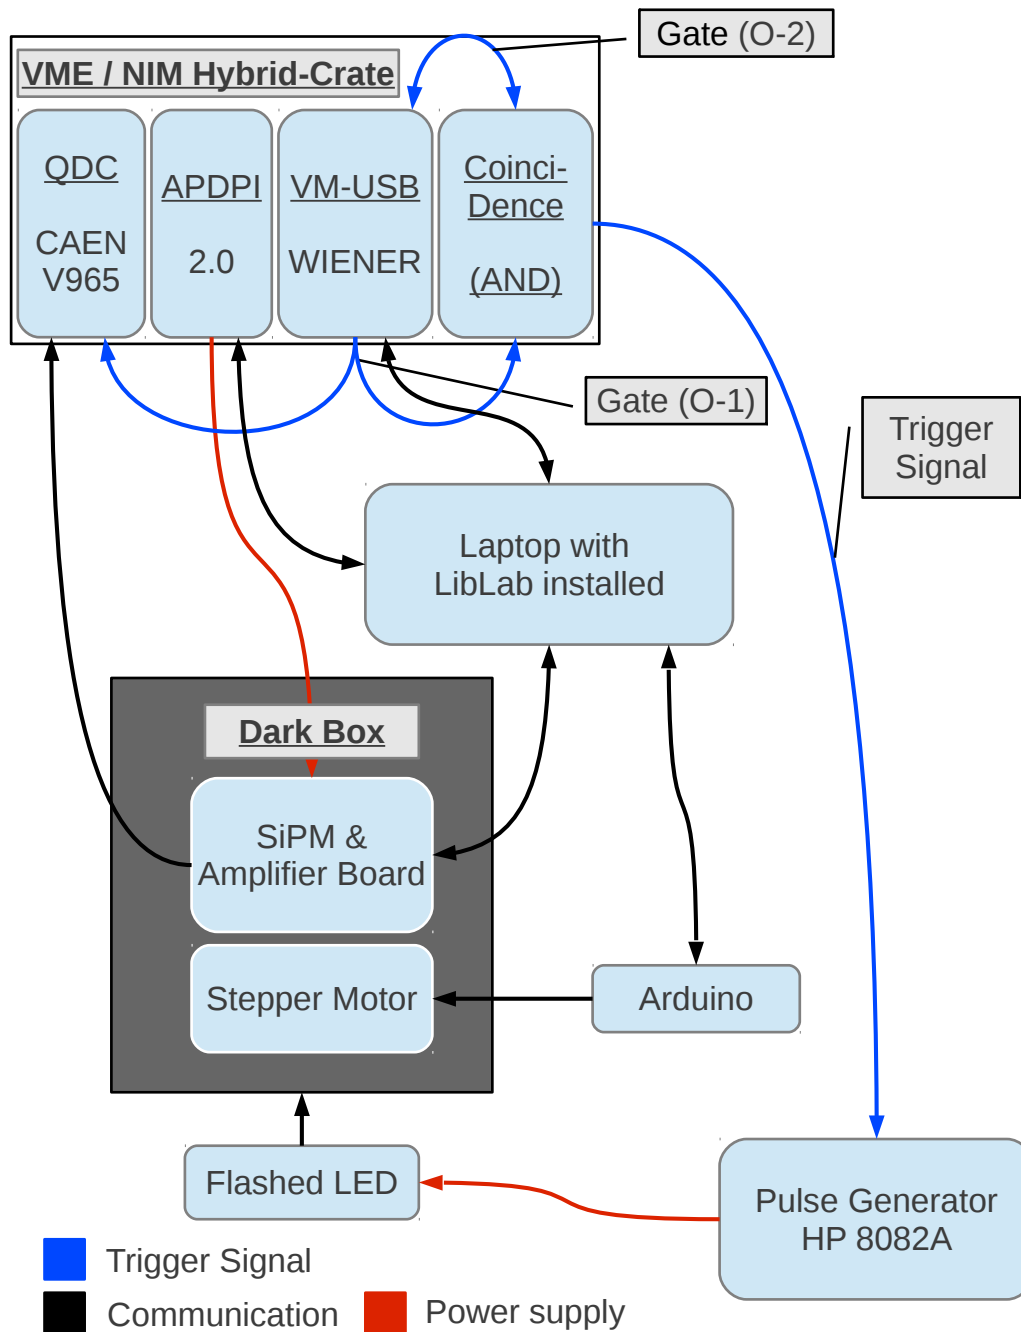 Gate (O-2)
VME / NIM Hybrid-Crate
QDC
CAEN
V965
APDPI
2.0
VM-USB
WIENER
Coinci-
Dence
(AND)
Gate (O-1)
Trigger
Signal
Laptop with
LibLab installed
Dark Box
SiPM &
Amplifier Board
Stepper Motor
Arduino
Flashed LED
Pulse Generator
HP 8082A
Trigger Signal
Communication
Power supply